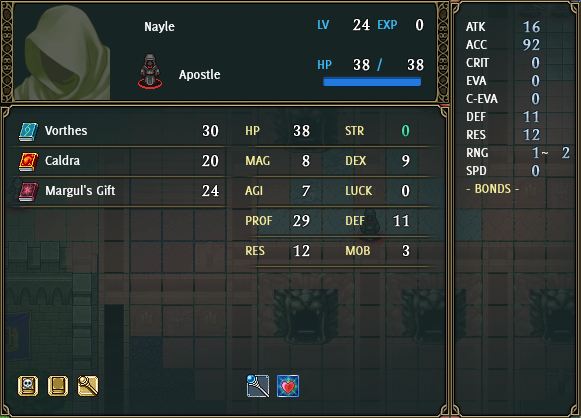 Nayle
LV 24 EXP 0
Apostle
HP 38 / 38
Vorthes 30
Caldra 20
Margul's Gift 24
HP 38 STR 0
MAG 8 DEX 9
AGI 7 LUCK 0
PROF 29 DEF 11
RES 12 MOB 3
ATK 16
ACC 92
CRIT 0
EVA 0
C-EVA 0
DEF 11
RES 12
RNG 1~ 2
SPD 0
- BONDS -